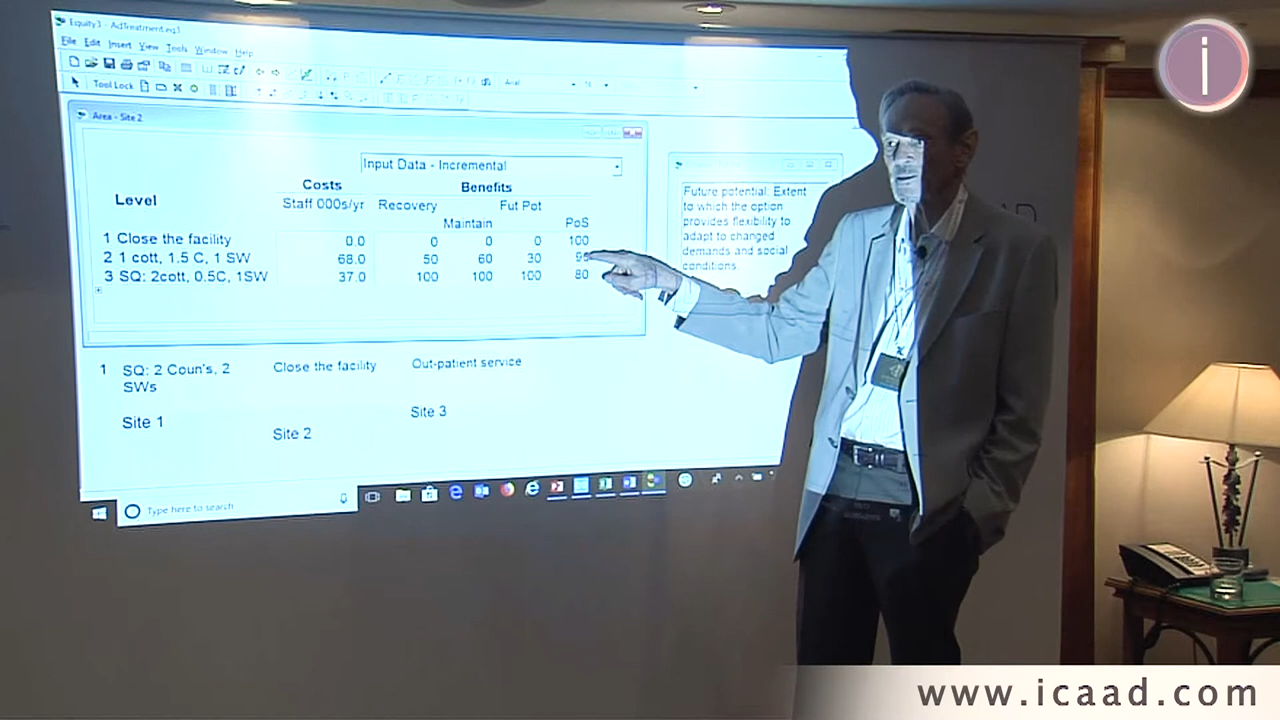 Equity3 - AdTreatment.eq3
File Edit Insert View Tools Window Help
Arial
Tool Lock
Area - Site 2
Input Data - Incremental
Costs Benefits
Level Staff 000s/yr Recovery Fut Pot
Maintain PoS
1 Close the facility 0.0 0 0 0 100
2 1 cott, 1.5 C, 1 SW 68.0 50 60 30
3 SQ: 2cott, 0.5C, 1SW 37.0 100 100 100 80
Future potential: Extent
to which the option
provides flexibility to
adapt to changed
demands and social
conditions
1 SQ: 2 Coun's, 2 Close the facility Out-patient service
SWs
Site 1 Site 3
Site 2
Type here to search
i
www.icaad.com